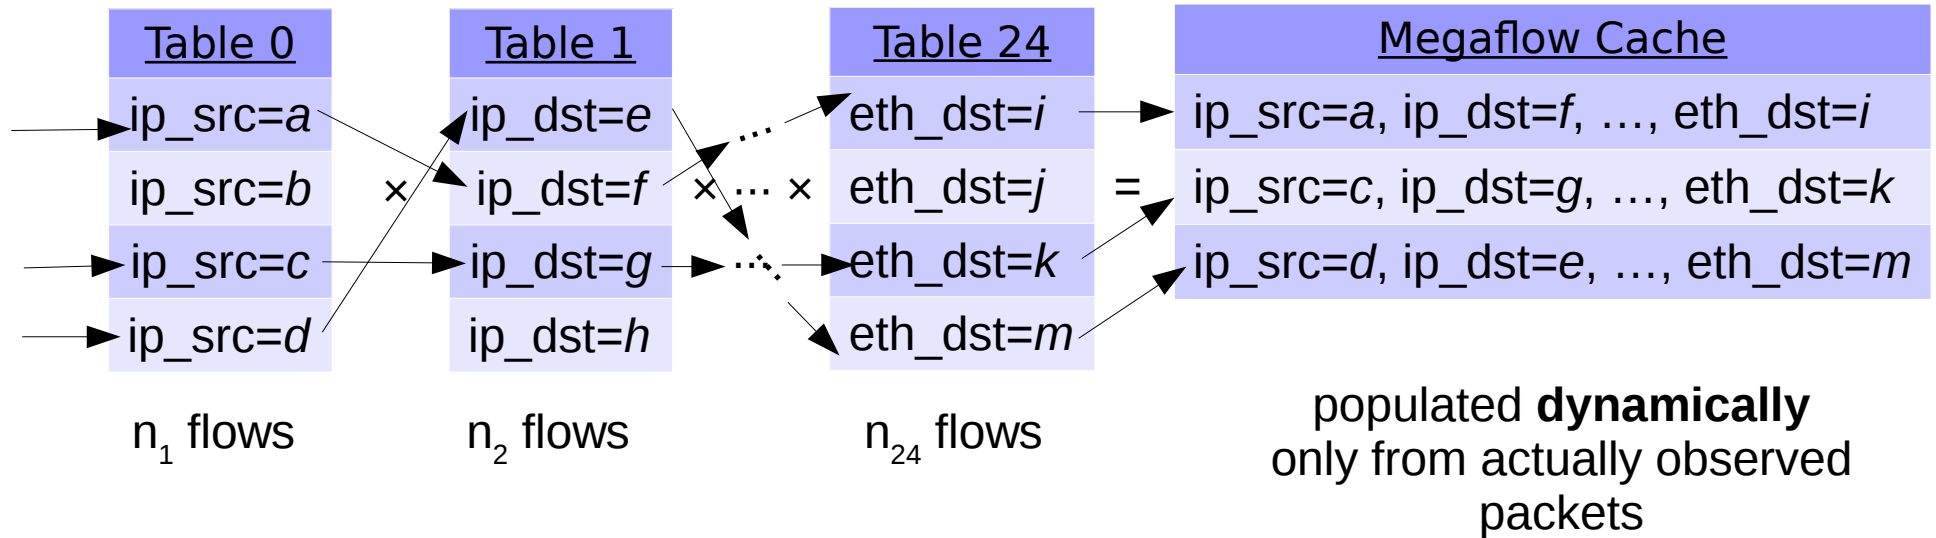 Table 0
ip_src=a
ip_src=b
ip_src=c
ip_src=d
n1 flows
×
Table 1
ip_dst=e
ip_dst=f
ip_dst=g
ip_dst=h
n2 flows
× ... ×
...
...
Table 24
eth_dst=i
eth_dst=j
eth_dst=k
eth_dst=m
n24 flows
=
Megaflow Cache
ip_src=a, ip_dst=f, …, eth_dst=i
ip_src=c, ip_dst=g, …, eth_dst=k
ip_src=d, ip_dst=e, …, eth_dst=m
populated dynamically
only from actually observed
packets